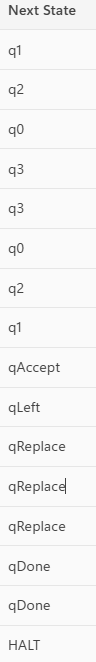 Next State
q1
q2
q0
q3
q3
q0
q2
q1
qAccept
qLeft
qReplace
qReplace
qReplace
qDone
qDone
HALT